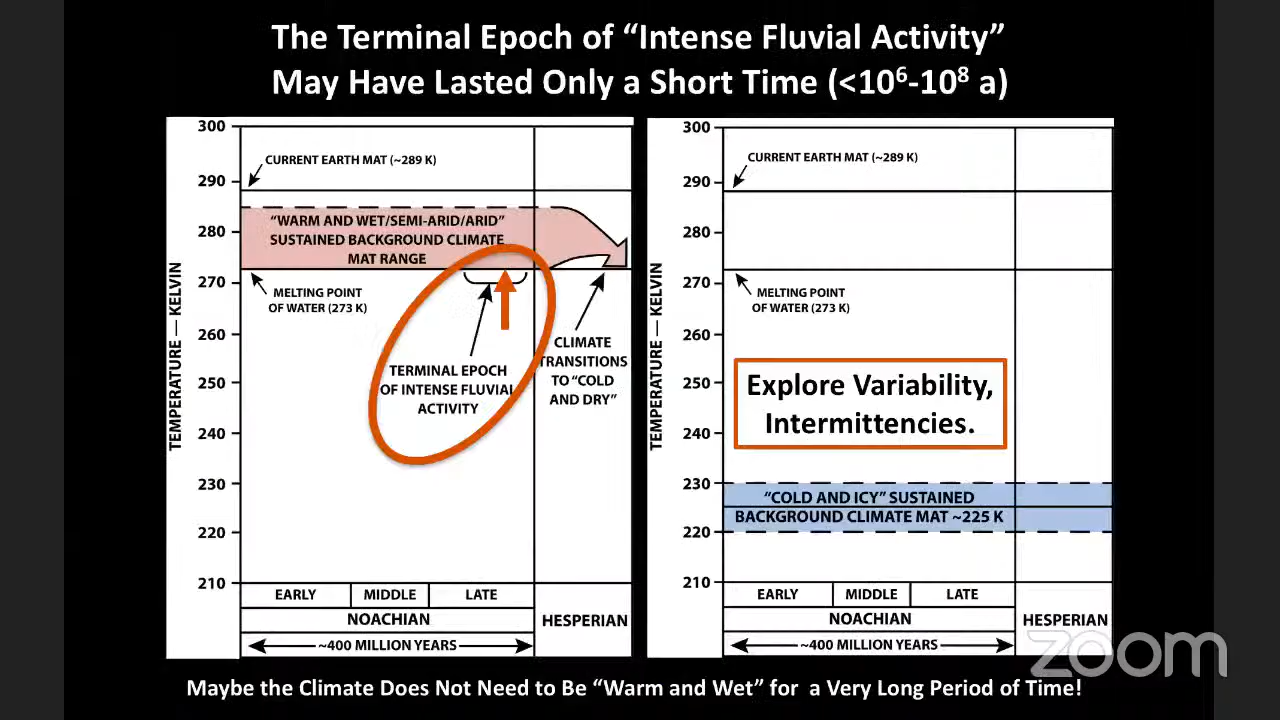 The Terminal Epoch of “Intense Fluvial Activity”
May Have Lasted Only a Short Time (<10⁶-10⁸ a)
300
CURRENT EARTH MAT (~289 K)
290
“WARM AND WET/SEMI-ARID/ARID”
SUSTAINED BACKGROUND CLIMATE
MAT RANGE
280
270
MELTING POINT
OF WATER (273 K)
260
250
240
230
220
210
TEMPERATURE — KELVIN
TERMINAL EPOCH
OF INTENSE FLUVIAL
ACTIVITY
CLIMATE
TRANSITIONS
TO “COLD
AND DRY”
EARLY
MIDDLE
LATE
NOACHIAN
HESPERIAN
~400 MILLION YEARS
300
CURRENT EARTH MAT (~289 K)
290
280
270
MELTING POINT
OF WATER (273 K)
260
250
240
230
220
210
TEMPERATURE — KELVIN
Explore Variability,
Intermittencies.
“COLD AND ICY” SUSTAINED
BACKGROUND CLIMATE MAT ~225 K
EARLY
MIDDLE
LATE
NOACHIAN
HESPERIAN
~400 MILLION YEARS
zoom
Maybe the Climate Does Not Need to Be “Warm and Wet” for a Very Long Period of Time!